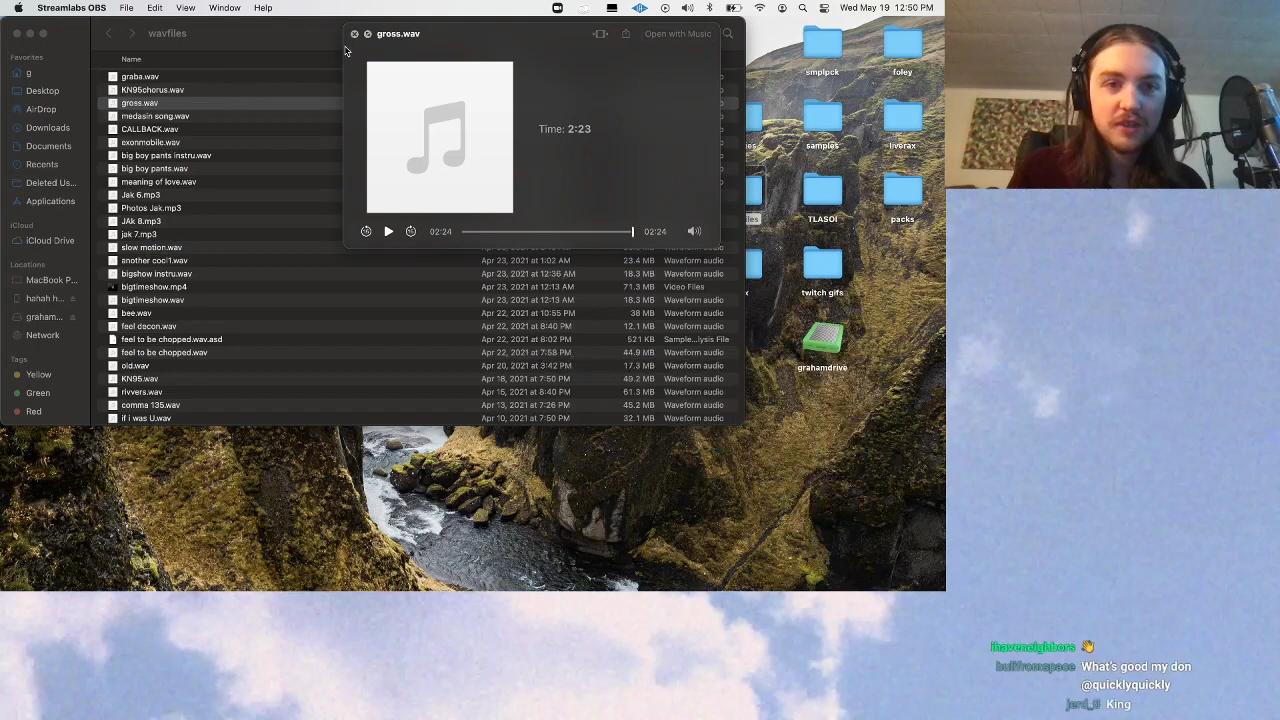 Streamlabs OBS File Edit View Window Help
Wed May 19 12:50 PM
wavfiles
gross.wav
Open with Music
Favorites
g
Desktop
AirDrop
Downloads
Documents
Recents
Deleted Us...
Applications
iCloud
iCloud Drive
Locations
MacBook P...
hahah h...
graham...
Network
Tags
Yellow
Green
Red
Name
graba.wav
KN95chorus.wav
gross.wav
medasin song.wav
CALLBACK.wav
exonmobile.wav
big boy pants instru.wav
big boy pants.wav
meaning of love.wav
Jak 6.mp3
Photos Jak.mp3
JAk 8.mp3
jak 7.mp3
slow motion.wav
another cool1.wav Apr 23, 2021 at 1:02 AM 23.4 MB Waveform audio
bigshow instru.wav Apr 23, 2021 at 12:36 AM 18.3 MB Waveform audio
bigtimeshow.mp4 Apr 23, 2021 at 12:13 AM 71.3 MB Video Files
bigtimeshow.wav Apr 23, 2021 at 12:13 AM 18.3 MB Waveform audio
bee.wav Apr 22, 2021 at 10:55 PM 38 MB Waveform audio
feel decon.wav Apr 22, 2021 at 8:40 PM 12.1 MB Waveform audio
feel to be chopped.wav.asd Apr 22, 2021 at 8:02 PM 521 KB Sample...lysis File
feel to be chopped.wav Apr 22, 2021 at 7:58 PM 44.9 MB Waveform audio
old.wav Apr 20, 2021 at 3:42 PM 17.3 MB Waveform audio
KN95.wav Apr 18, 2021 at 7:50 PM 49.2 MB Waveform audio
rivvers.wav Apr 15, 2021 at 8:40 PM 61.3 MB Waveform audio
comma 135.wav Apr 13, 2021 at 7:26 PM 45.2 MB Waveform audio
if i was U.wav Apr 10, 2021 at 7:50 PM 32.1 MB Waveform audio
Time: 2:23
02:24
02:24
smplpck
foley
samples
liverax
TLASOI
packs
twitch gifs
grahamdrive
ihaveneighbors 👋
bullfromspace What's good my don
@quicklyquickly
King